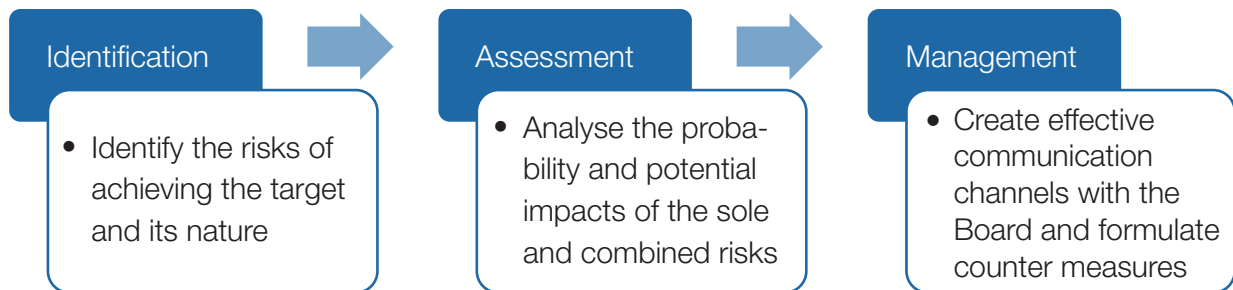 Identification
• Identify the risks of
achieving the target
and its nature
Assessment
• Analyse the proba-
bility and potential
impacts of the sole
and combined risks
Management
• Create effective
communication
channels with the
Board and formulate
counter measures